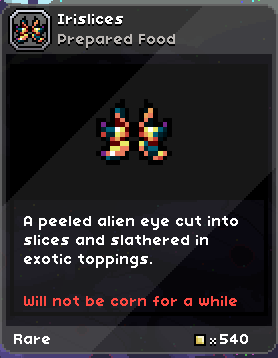 Irislices
Prepared Food
A peeled alien eye cut into
slices and slathered in
exotic toppings.
Will not be corn for a while
Rare
x540